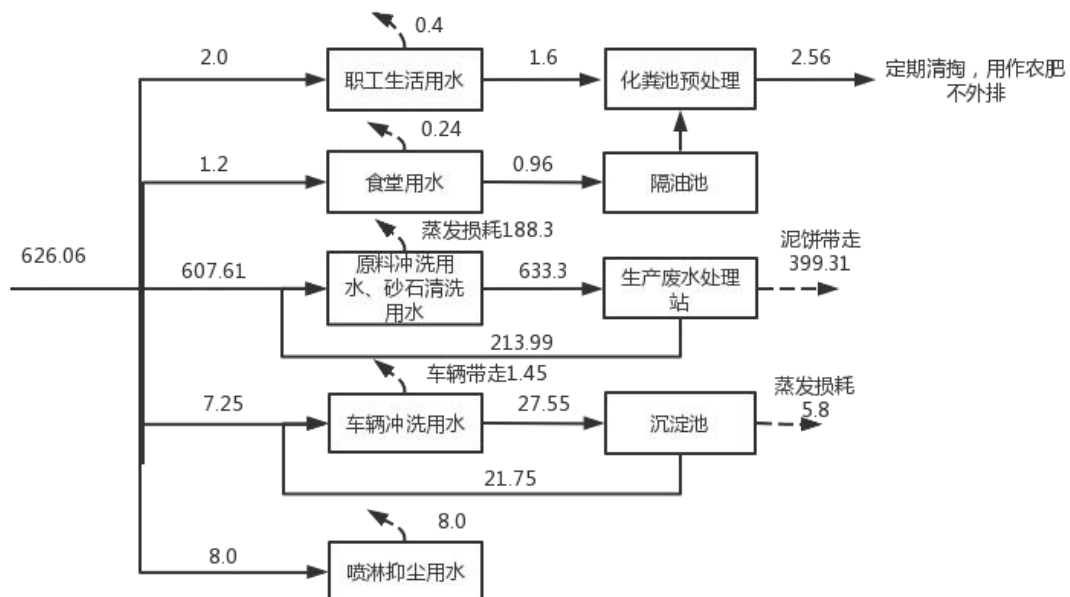 0.4
2.0
职工生活用水
1.6
化粪池预处理
2.56
定期清掏，用作农肥
不外排
0.24
1.2
食堂用水
0.96
隔油池
蒸发损耗188.3
626.06
607.61
原料冲洗用
水、砂石清洗
用水
633.3
生产废水处理
站
泥饼带走
399.31
213.99
车辆带走1.45
7.25
车辆冲洗用水
27.55
沉淀池
蒸发损耗
5.8
21.75
8.0
8.0
喷淋抑尘用水